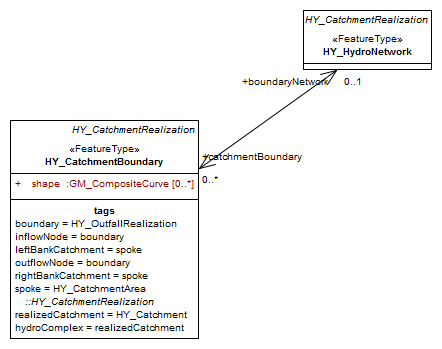 HY_CatchmentRealization
«FeatureType»
HY_HydroNetwork
+boundaryNetwork
0..1
HY_CatchmentRealization
«FeatureType»
HY_CatchmentBoundary
+catchmentBoundary
0..*
+ shape :GM_CompositeCurve [0..*]
tags
boundary = HY_OutfallRealization
inflowNode = boundary
leftBankCatchment = spoke
outflowNode = boundary
rightBankCatchment = spoke
spoke = HY_CatchmentArea
::HY_CatchmentRealization
realizedCatchment = HY_Catchment
hydroComplex = realizedCatchment